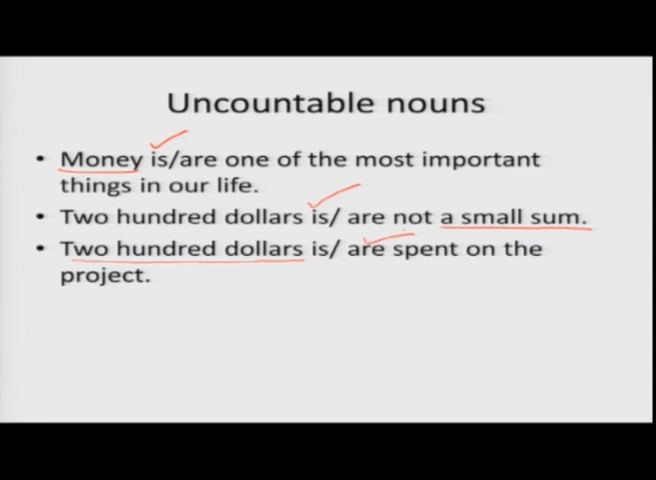 Uncountable nouns
• Money is/are one of the most important
things in our life.
• Two hundred dollars is/ are not a small sum.
• Two hundred dollars is/ are spent on the
project.